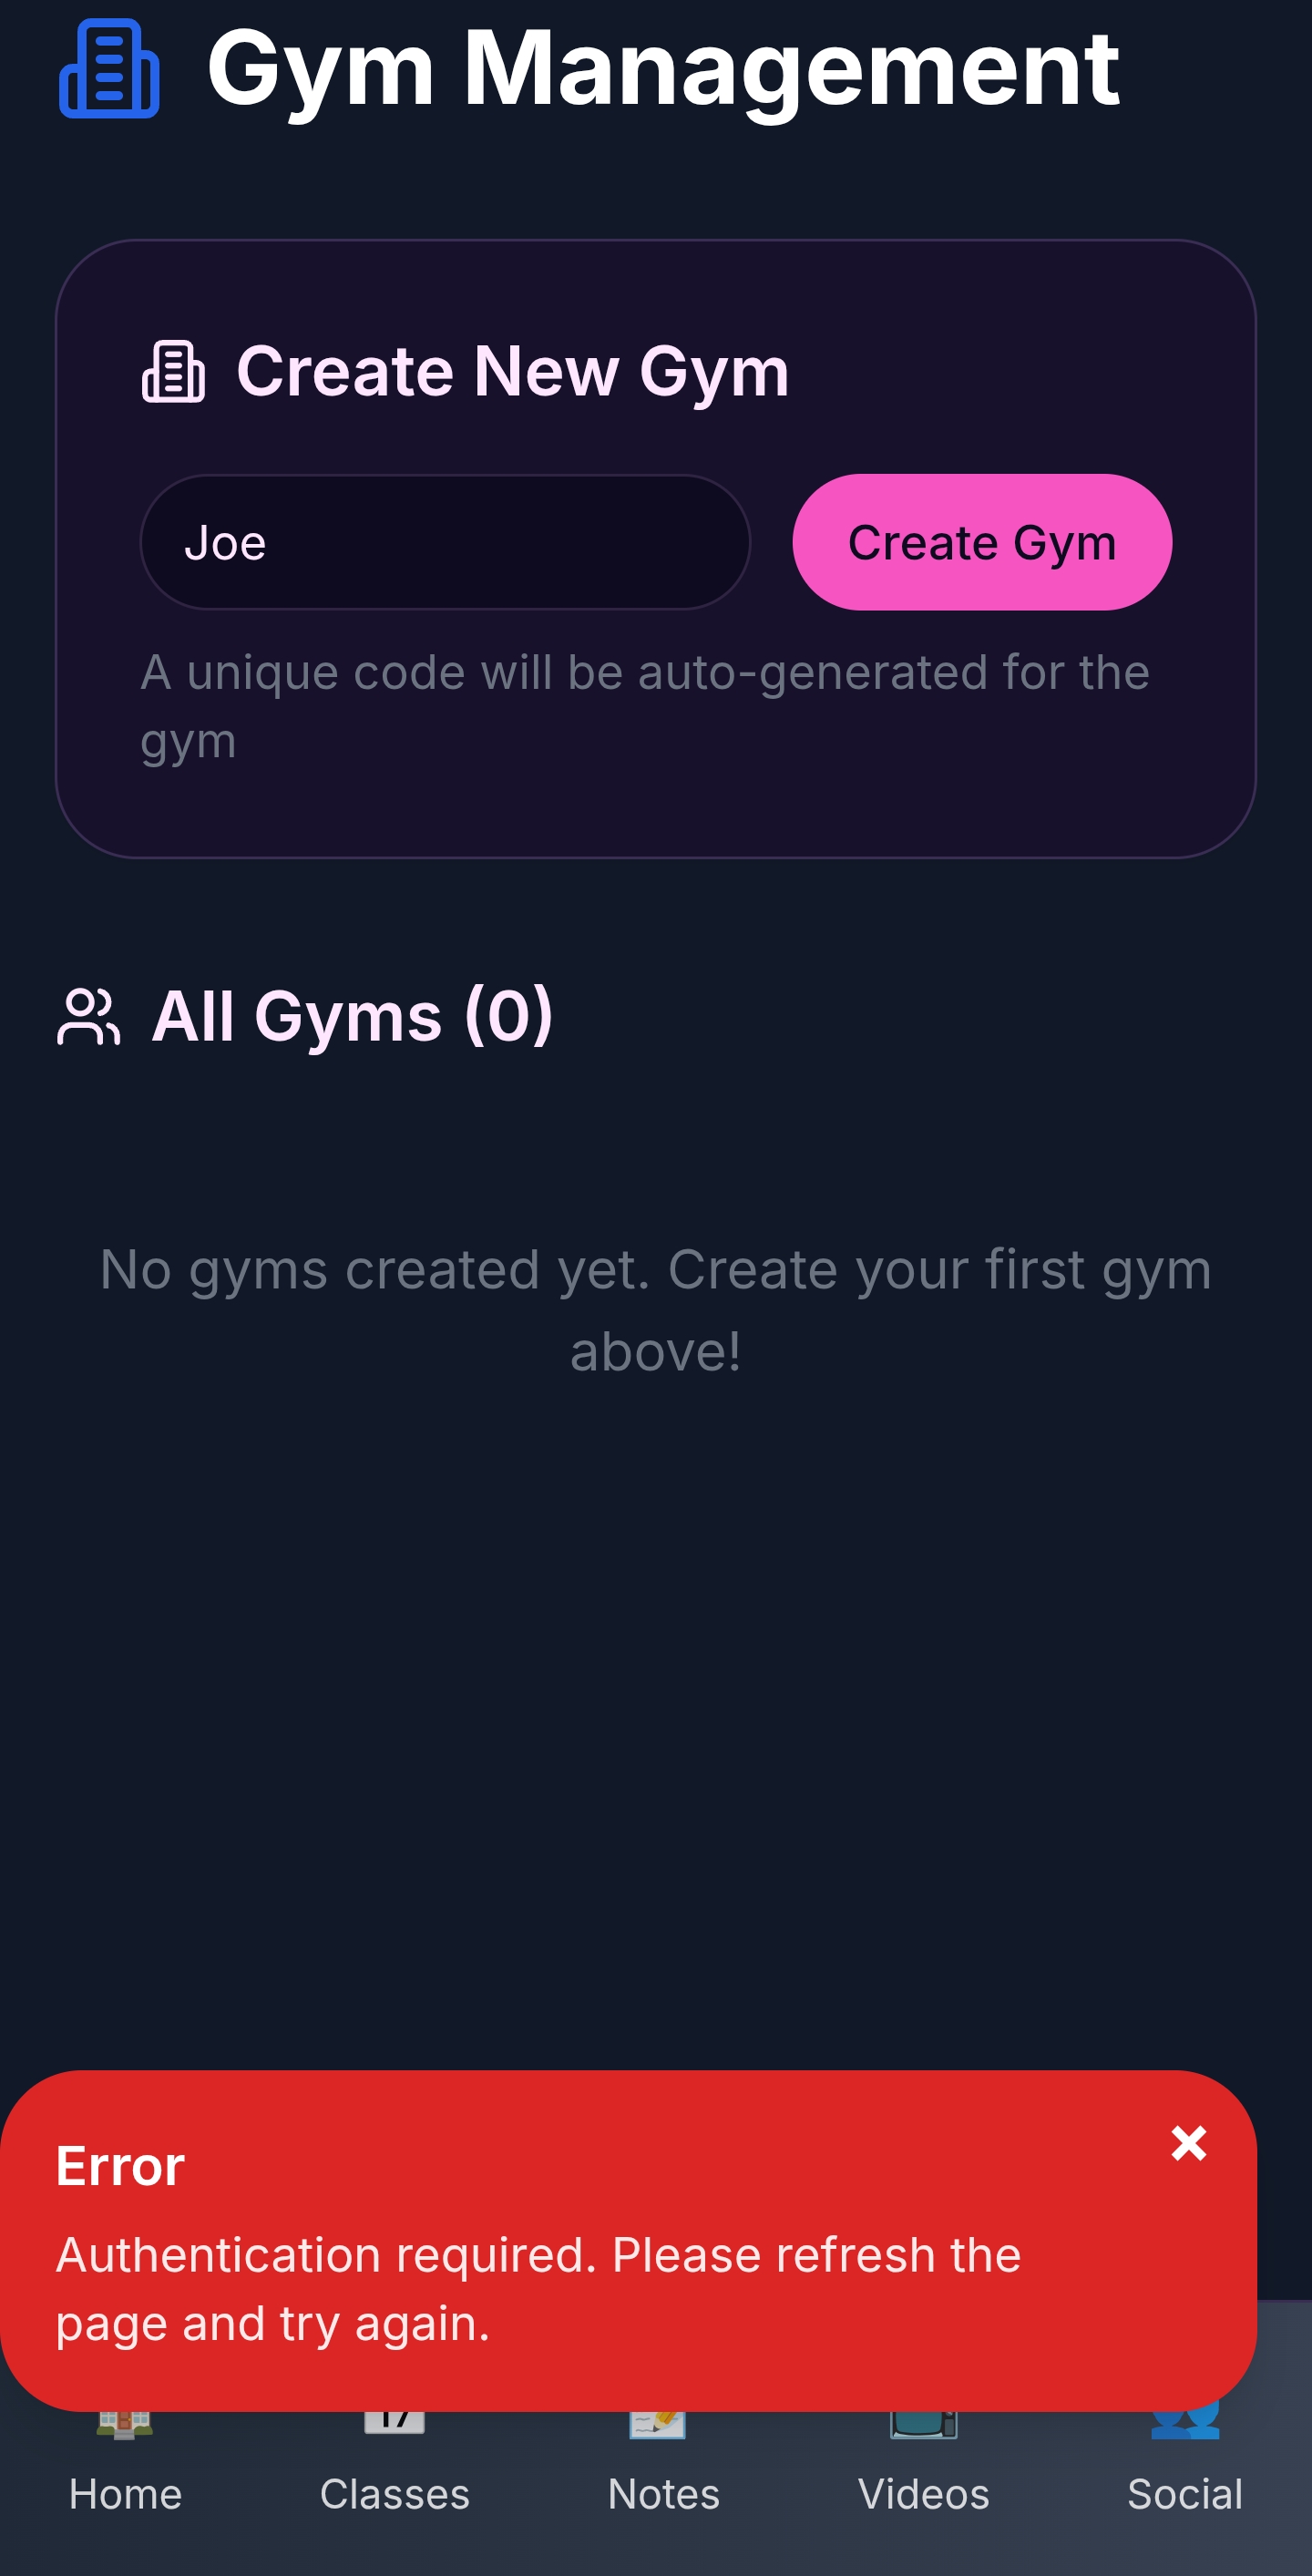 Gym Management
Create New Gym
Joe
Create Gym
A unique code will be auto-generated for the
gym
All Gyms (0)
No gyms created yet. Create your first gym
above!
Error
Authentication required. Please refresh the
page and try again.
17
Home
Classes
Notes
Videos
Social